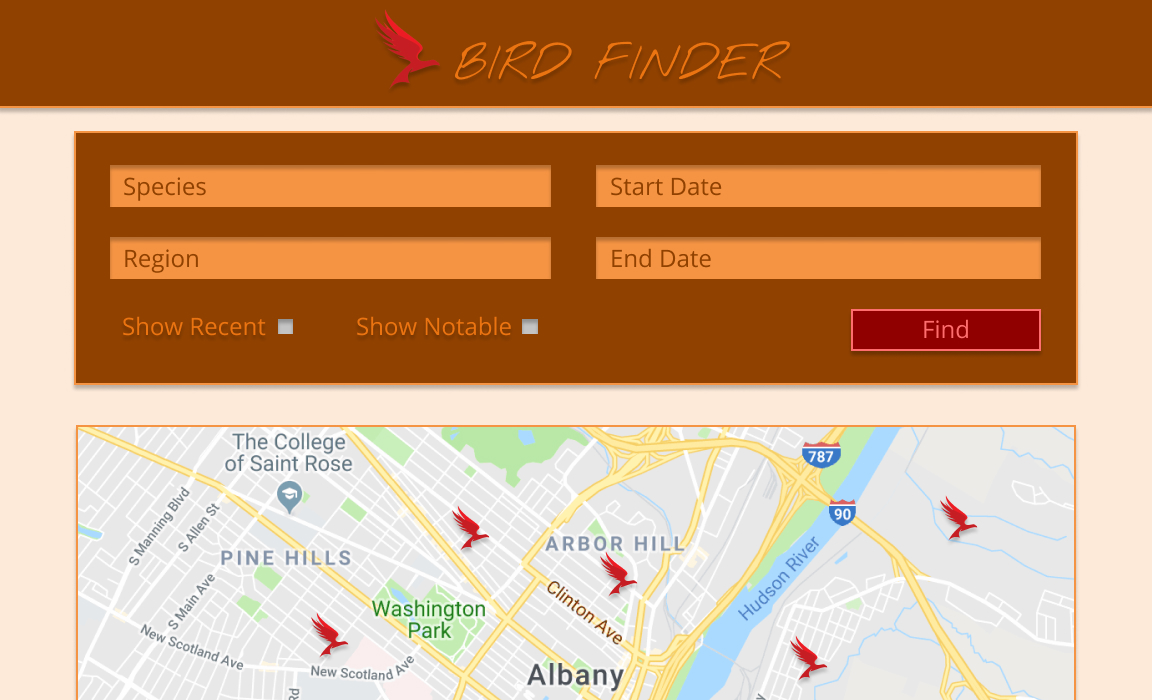 BIRD FINDER
Species
Start Date
Region
End Date
Show Recent
Show Notable
Find
The College
of Saint Rose
787
90
S Manning Blvd
S Allen St
PINE HILLS
ARBOR HILL
Hudson River
S Main Ave
Washington
Park
Clinton Ave
New Scotland Ave
New Scotland Ave
Albany
Rd